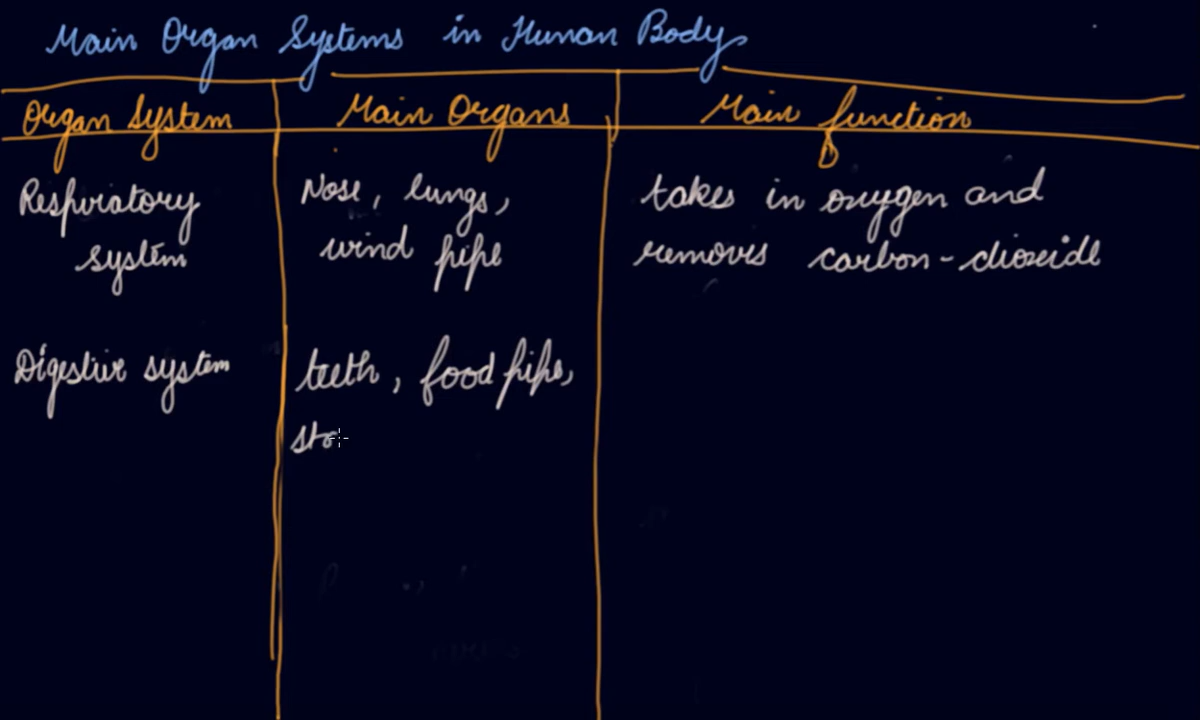 Main Organ Systems in Human Body
Organ System Main Organs Main function
Respiratory Nose, lungs, takes in oxygen and
system wind pipe removes carbon-dioxide
Digestive system teeth, food pipe,
sto